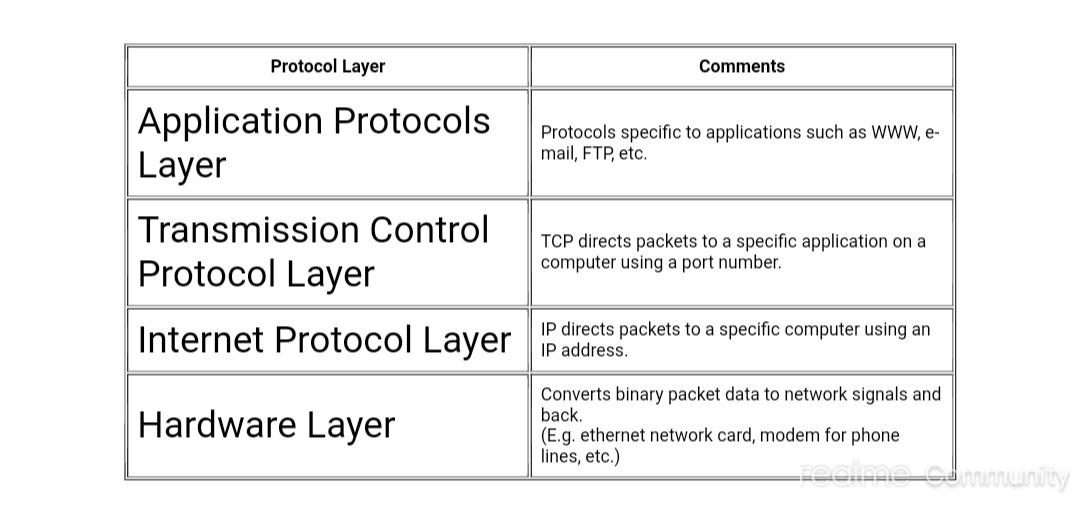 Protocol Layer
Comments
Application Protocols
Layer
Protocols specific to applications such as WWW, e-
mail, FTP, etc.
Transmission Control
Protocol Layer
TCP directs packets to a specific application on a
computer using a port number.
Internet Protocol Layer
IP directs packets to a specific computer using an
IP address.
Hardware Layer
Converts binary packet data to network signals and
back.
(E.g. ethernet network card, modem for phone
lines, etc.)
realme Community